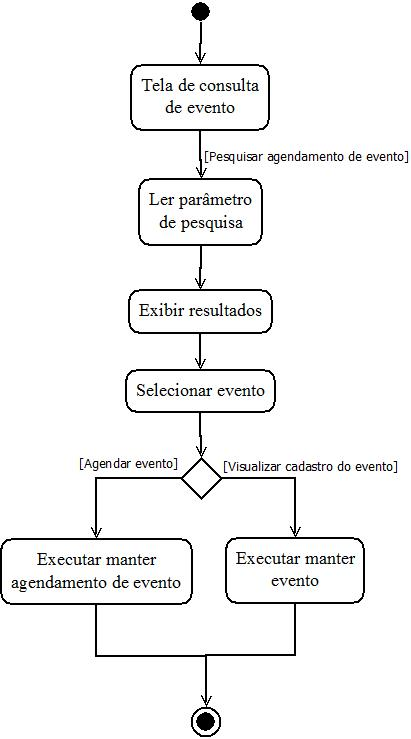 Tela de consulta
de evento
[Pesquisar agendamento de evento]
Ler parâmetro
de pesquisa
Exibir resultados
Selecionar evento
[Agendar evento]
[Visualizar cadastro do evento]
Executar manter
agendamento de evento
Executar manter
evento